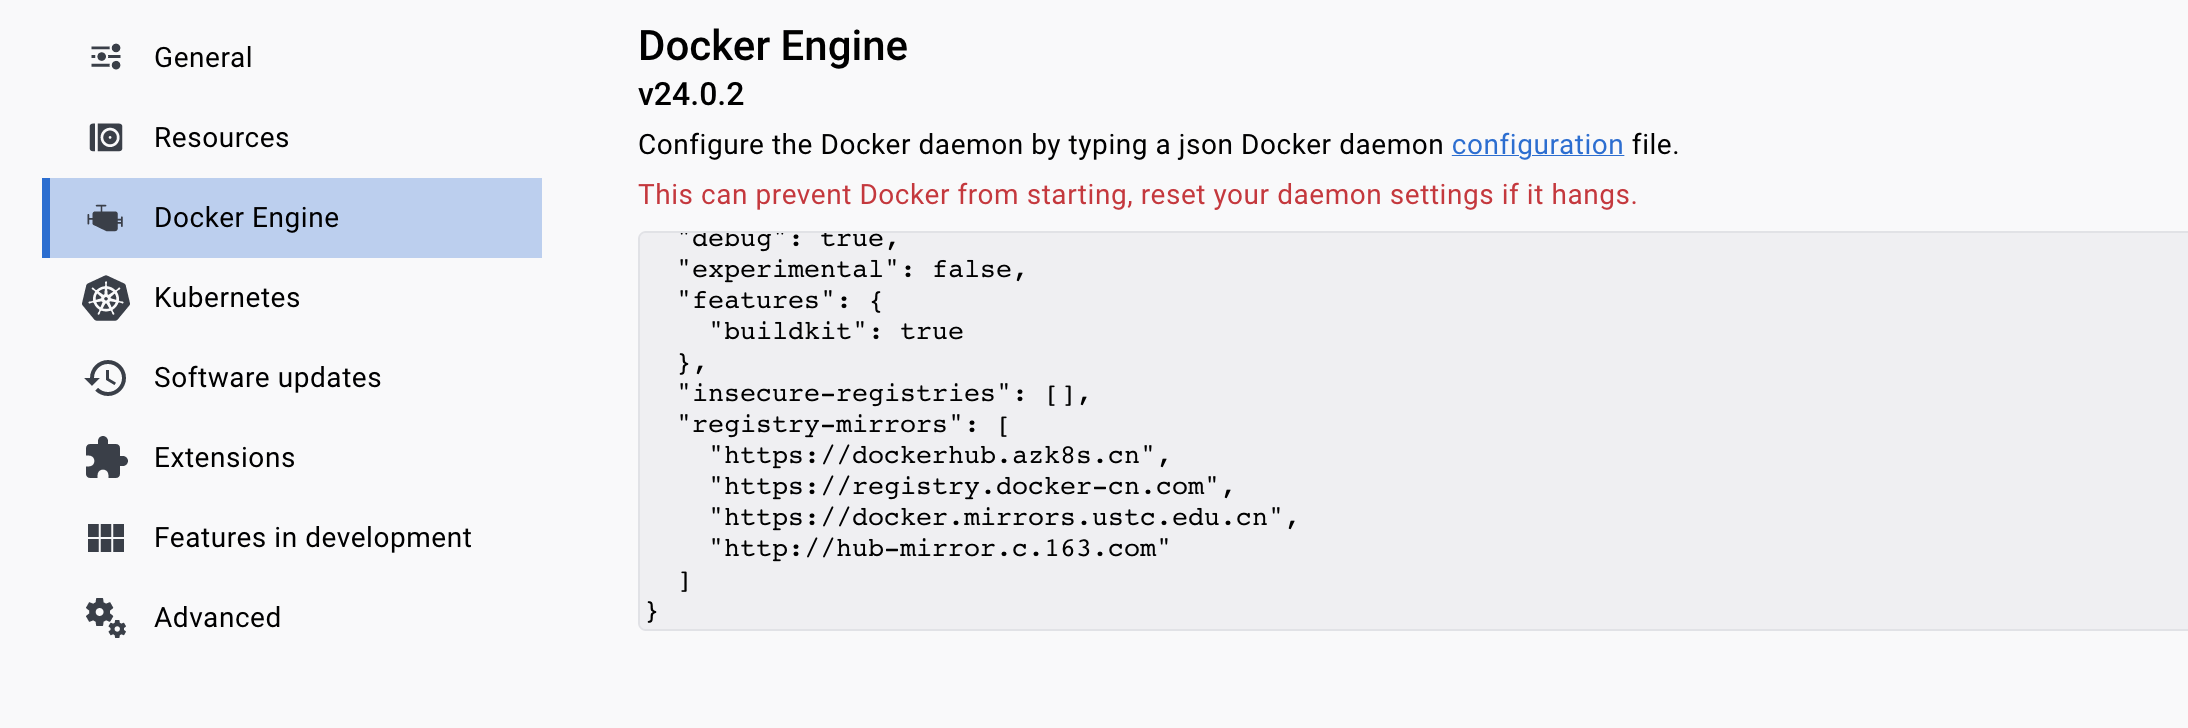 General
Resources
Docker Engine
Kubernetes
Software updates
Extensions
Features in development
Advanced
Docker Engine
v24.0.2
Configure the Docker daemon by typing a json Docker daemon configuration file.
This can prevent Docker from starting, reset your daemon settings if it hangs.
"debug": true,
"experimental": false,
"features": {
"buildkit": true
},
"insecure-registries": [],
"registry-mirrors": [
"https://dockerhub.azk8s.cn",
"https://registry.docker-cn.com",
"https://docker.mirrors.ustc.edu.cn",
"http://hub-mirror.c.163.com"
]
}